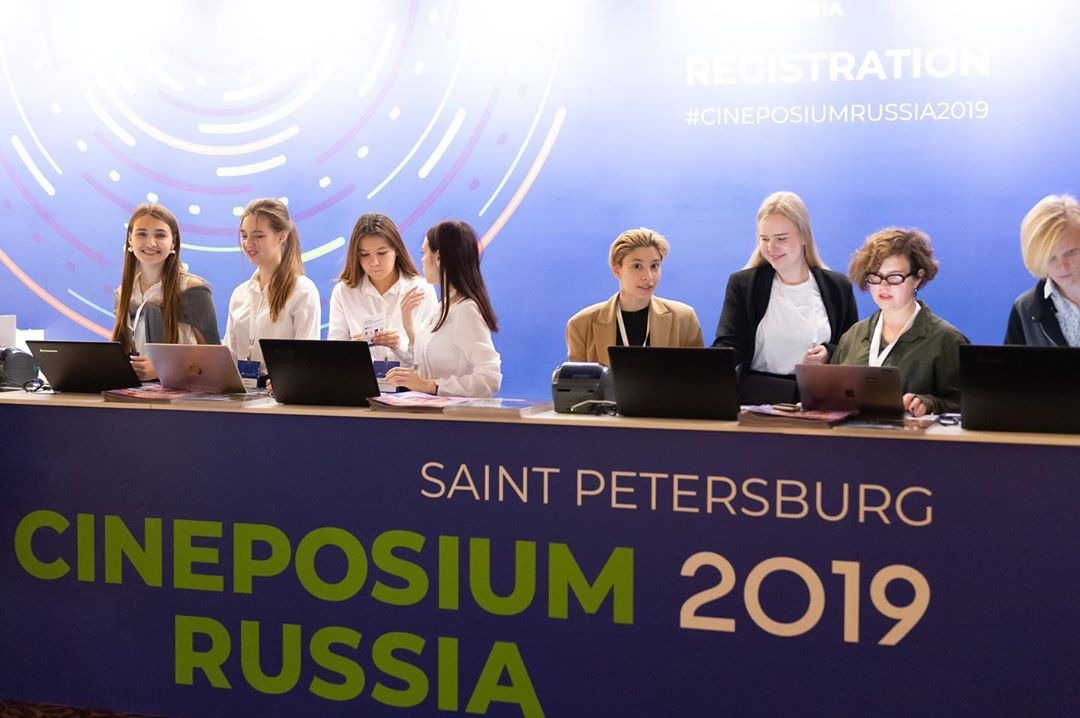 REGISTRATION
#CINEPOSIUMRUSSIA2019
SAINT PETERSBURG
CINEPOSIUM 2019
RUSSIA